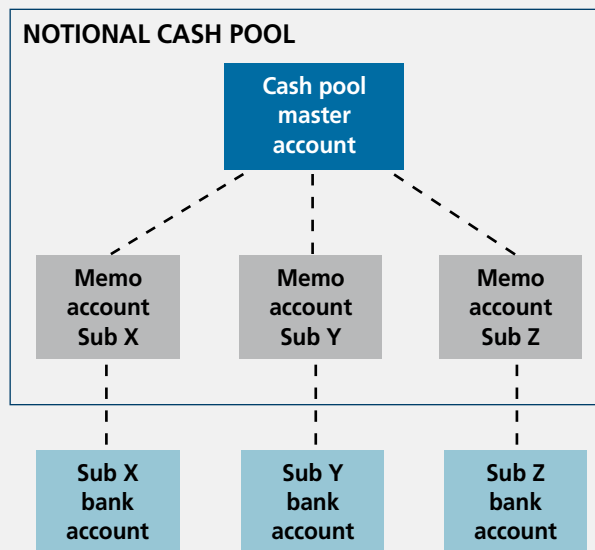 NOTIONAL CASH POOL
Cash pool
master
account
Memo
account
Sub X
Memo
account
Sub Y
Memo
account
Sub Z
Sub X
bank
account
Sub Y
bank
account
Sub Z
bank
account